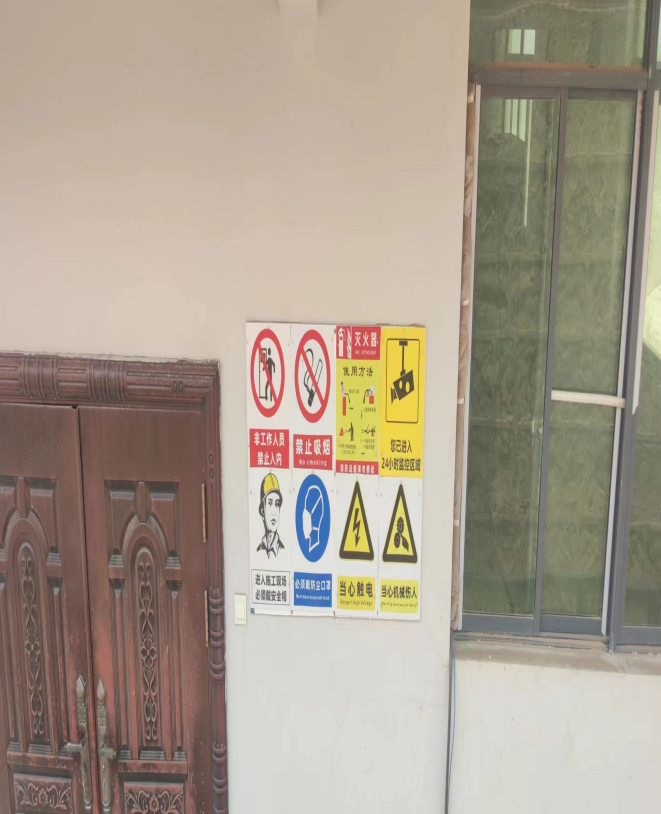 非工作人员
禁止入内
禁止吸烟
No smoking
灭火器
使用方法
您已进入
24小时监控区域
进入施工现场
必须戴安全帽
必须戴防尘口罩
当心触电
Danger! High Voltage
当心机械伤人